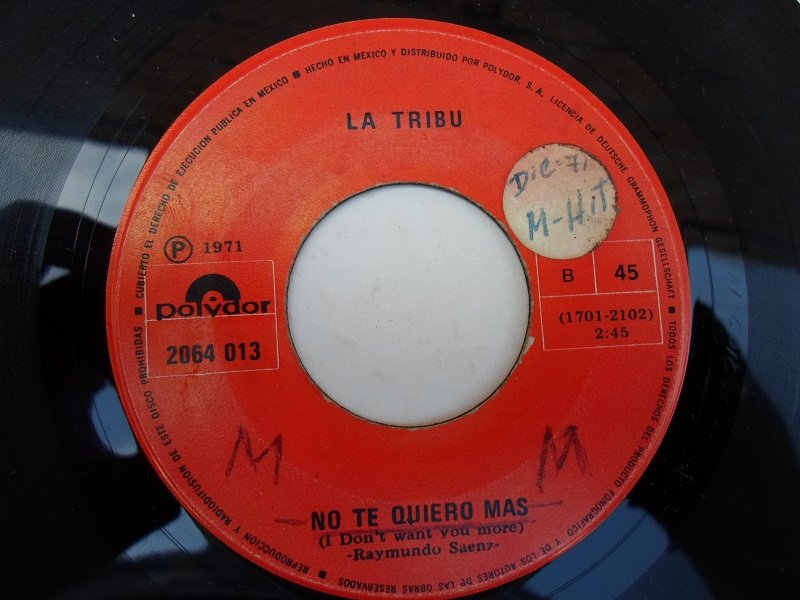 ■ HECHO EN MEXICO Y DISTRIBUIDO POR POLYDOR, S. A. LICENCIA DE DEUTSCHE GRAMMOPHON GESELLSCHAFT ■ TODOS LOS DERECHOS DEL PRODUCTO FONOGRAFICO Y DE LOS AUTORES DE LAS OBRAS RESERVADOS ■ REPRODUCCION Y RADIODIFUSION DE ESTE DISCO PROHIBIDAS ■ CUBIERTO EL DERECHO DE EJECUCION PUBLICA EN MEXICO
LA TRIBU
DIC-71
M-HiT.
Ⓟ 1971
B 45
polydor
(1701-2102)
2:45
2064 013
M M
NO TE QUIERO MAS
(I Don't want you more)
-Raymundo Saenz-